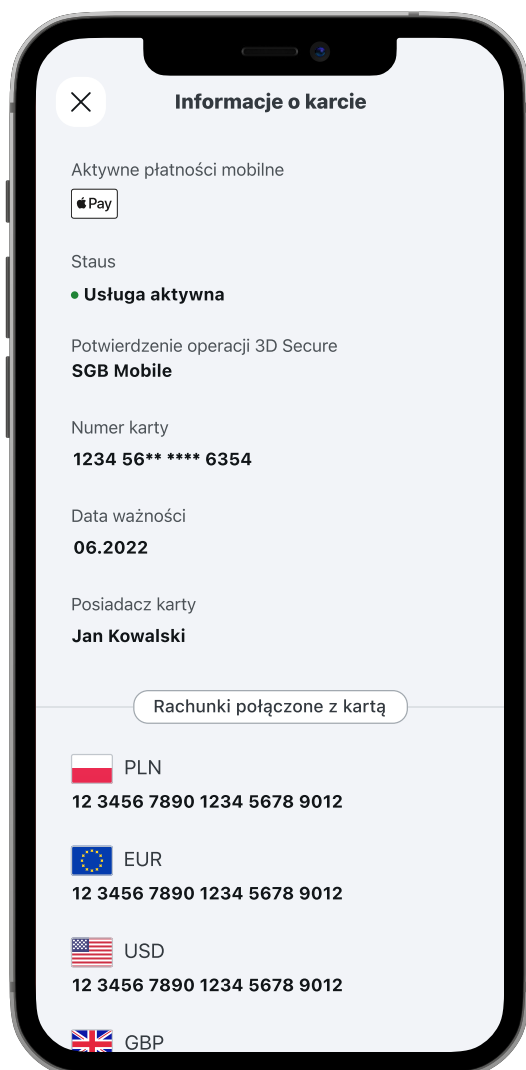 Informacje o karcie
Aktywne płatności mobilne
Pay
Staus
Usługa aktywna
Potwierdzenie operacji 3D Secure
SGB Mobile
Numer karty
1234 56** **** 6354
Data ważności
06.2022
Posiadacz karty
Jan Kowalski
Rachunki połączone z kartą
PLN
12 3456 7890 1234 5678 9012
EUR
12 3456 7890 1234 5678 9012
USD
12 3456 7890 1234 5678 9012
GBP